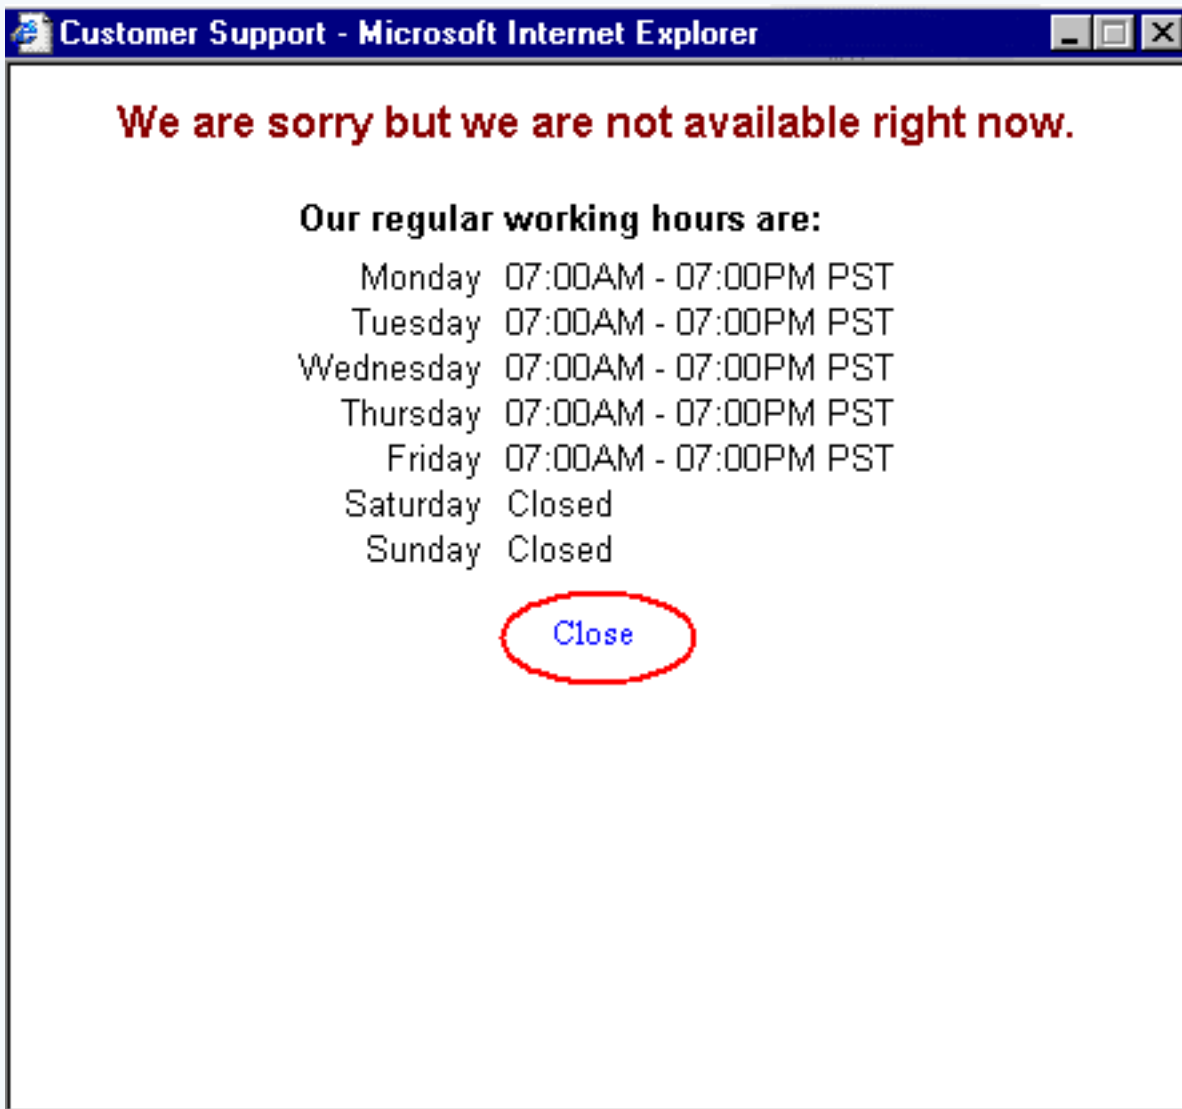 Customer Support - Microsoft Internet Explorer
We are sorry but we are not available right now.
Our regular working hours are:
Monday 07:00AM - 07:00PM PST
Tuesday 07:00AM - 07:00PM PST
Wednesday 07:00AM - 07:00PM PST
Thursday 07:00AM - 07:00PM PST
Friday 07:00AM - 07:00PM PST
Saturday Closed
Sunday Closed
Close